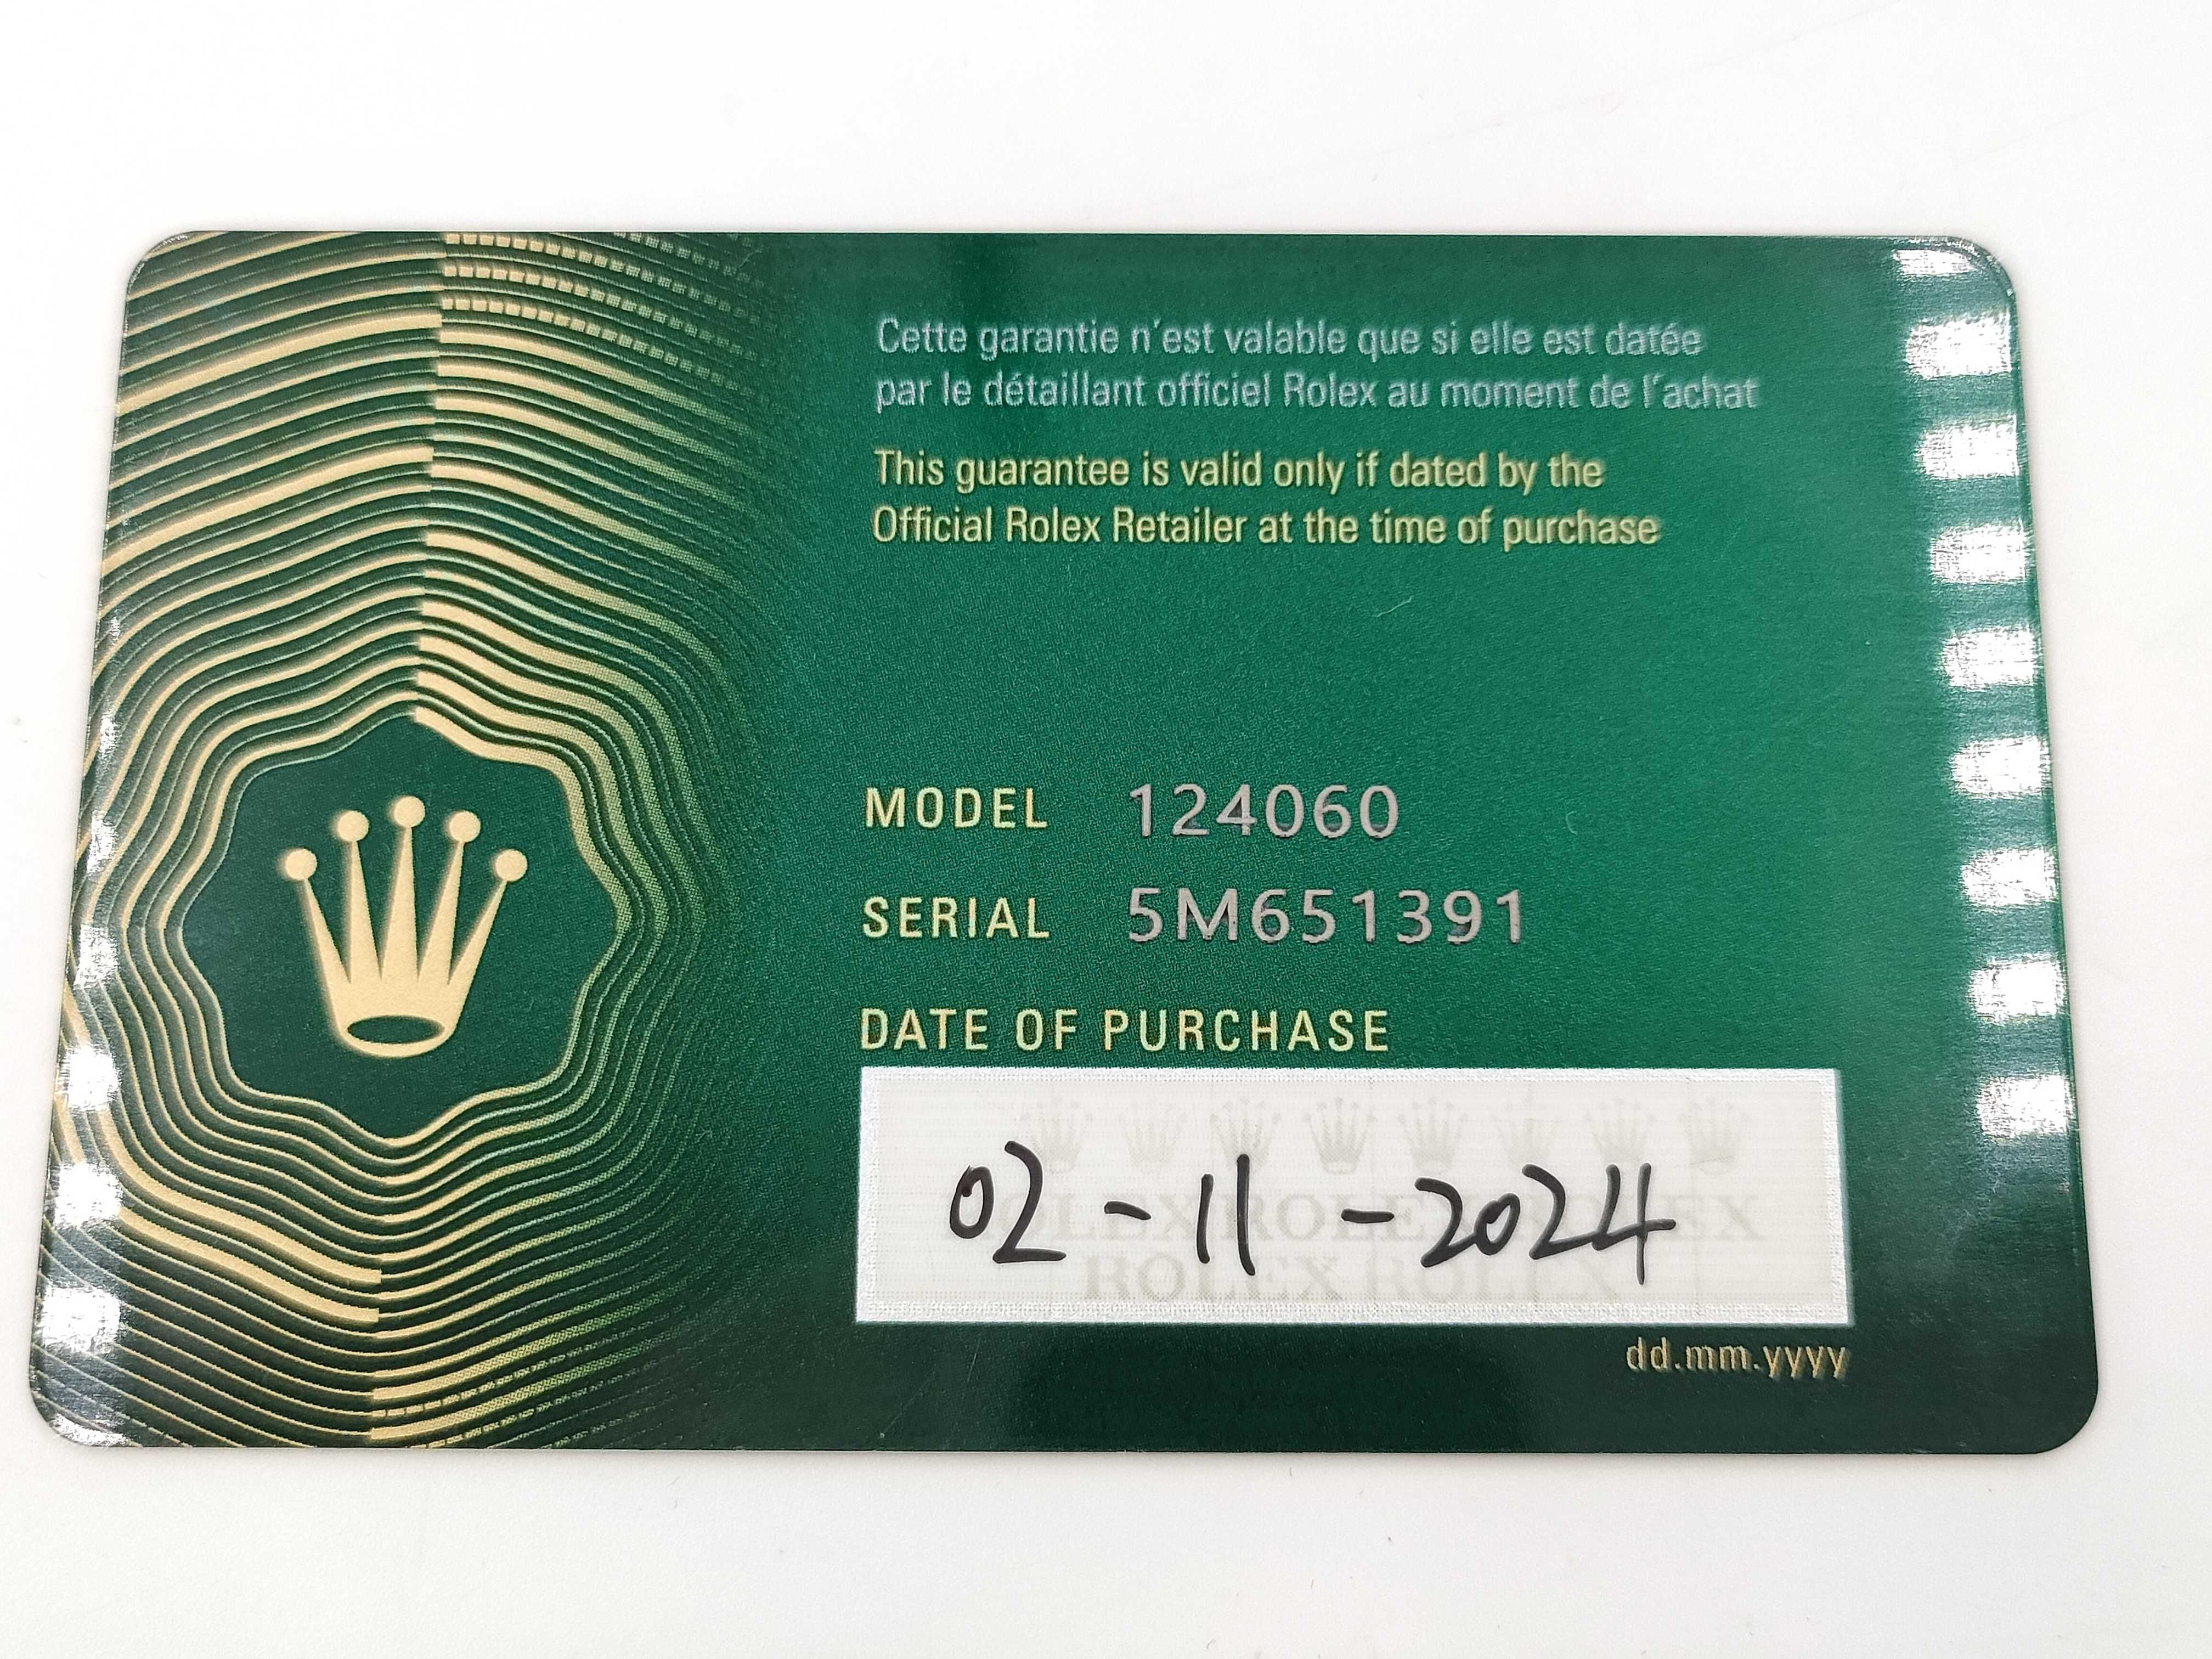 Cette garantie n'est valable que si elle est datée
par le détaillant officiel Rolex au moment de l'achat
This guarantee is valid only if dated by the
Official Rolex Retailer at the time of purchase
MODEL 124060
SERIAL 5M651391
DATE OF PURCHASE
02-11-2024
ROLEX ROLEX
dd.mm.yyyy